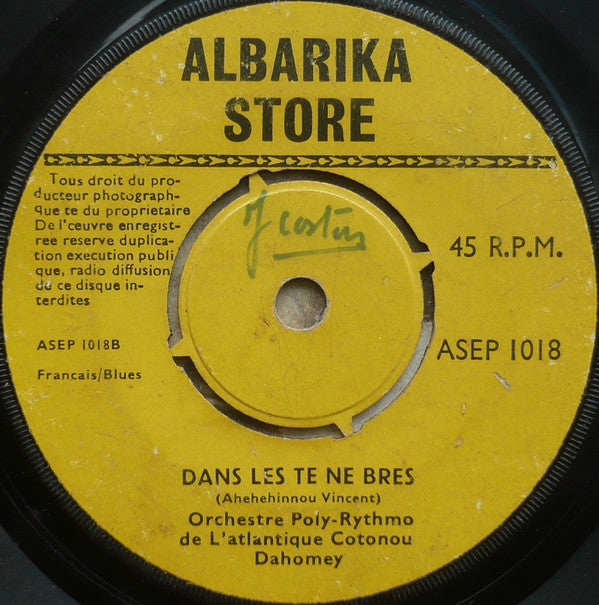 ALBARIKA
STORE
Tous droit du pro-
ducteur photograph-
que te du proprietaire
De l'œuvre enregist-
ree reserve duplica-
tion execution publi
que, radio diffusion
du ce disque in-
terdites
45 R.P.M.
ASEP 1018B
ASEP 1018
Francais/Blues
DANS LES TE NE BRES
(Ahehehinnou Vincent)
Orchestre Poly-Rythmo
de L'atlantique Cotonou
Dahomey